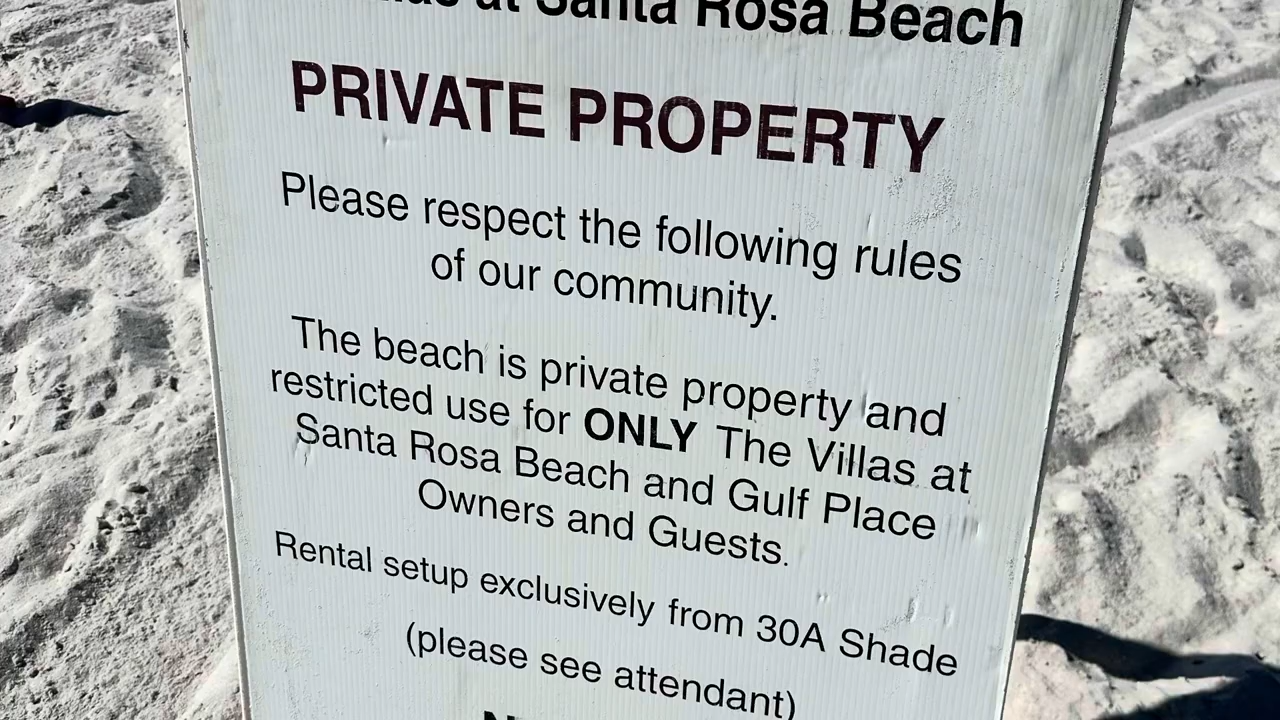 at Santa Rosa Beach
PRIVATE PROPERTY
Please respect the following rules
of our community.
The beach is private property and
restricted use for ONLY The Villas at
Santa Rosa Beach and Gulf Place
Owners and Guests.
Rental setup exclusively from 30A Shade
(please see attendant)